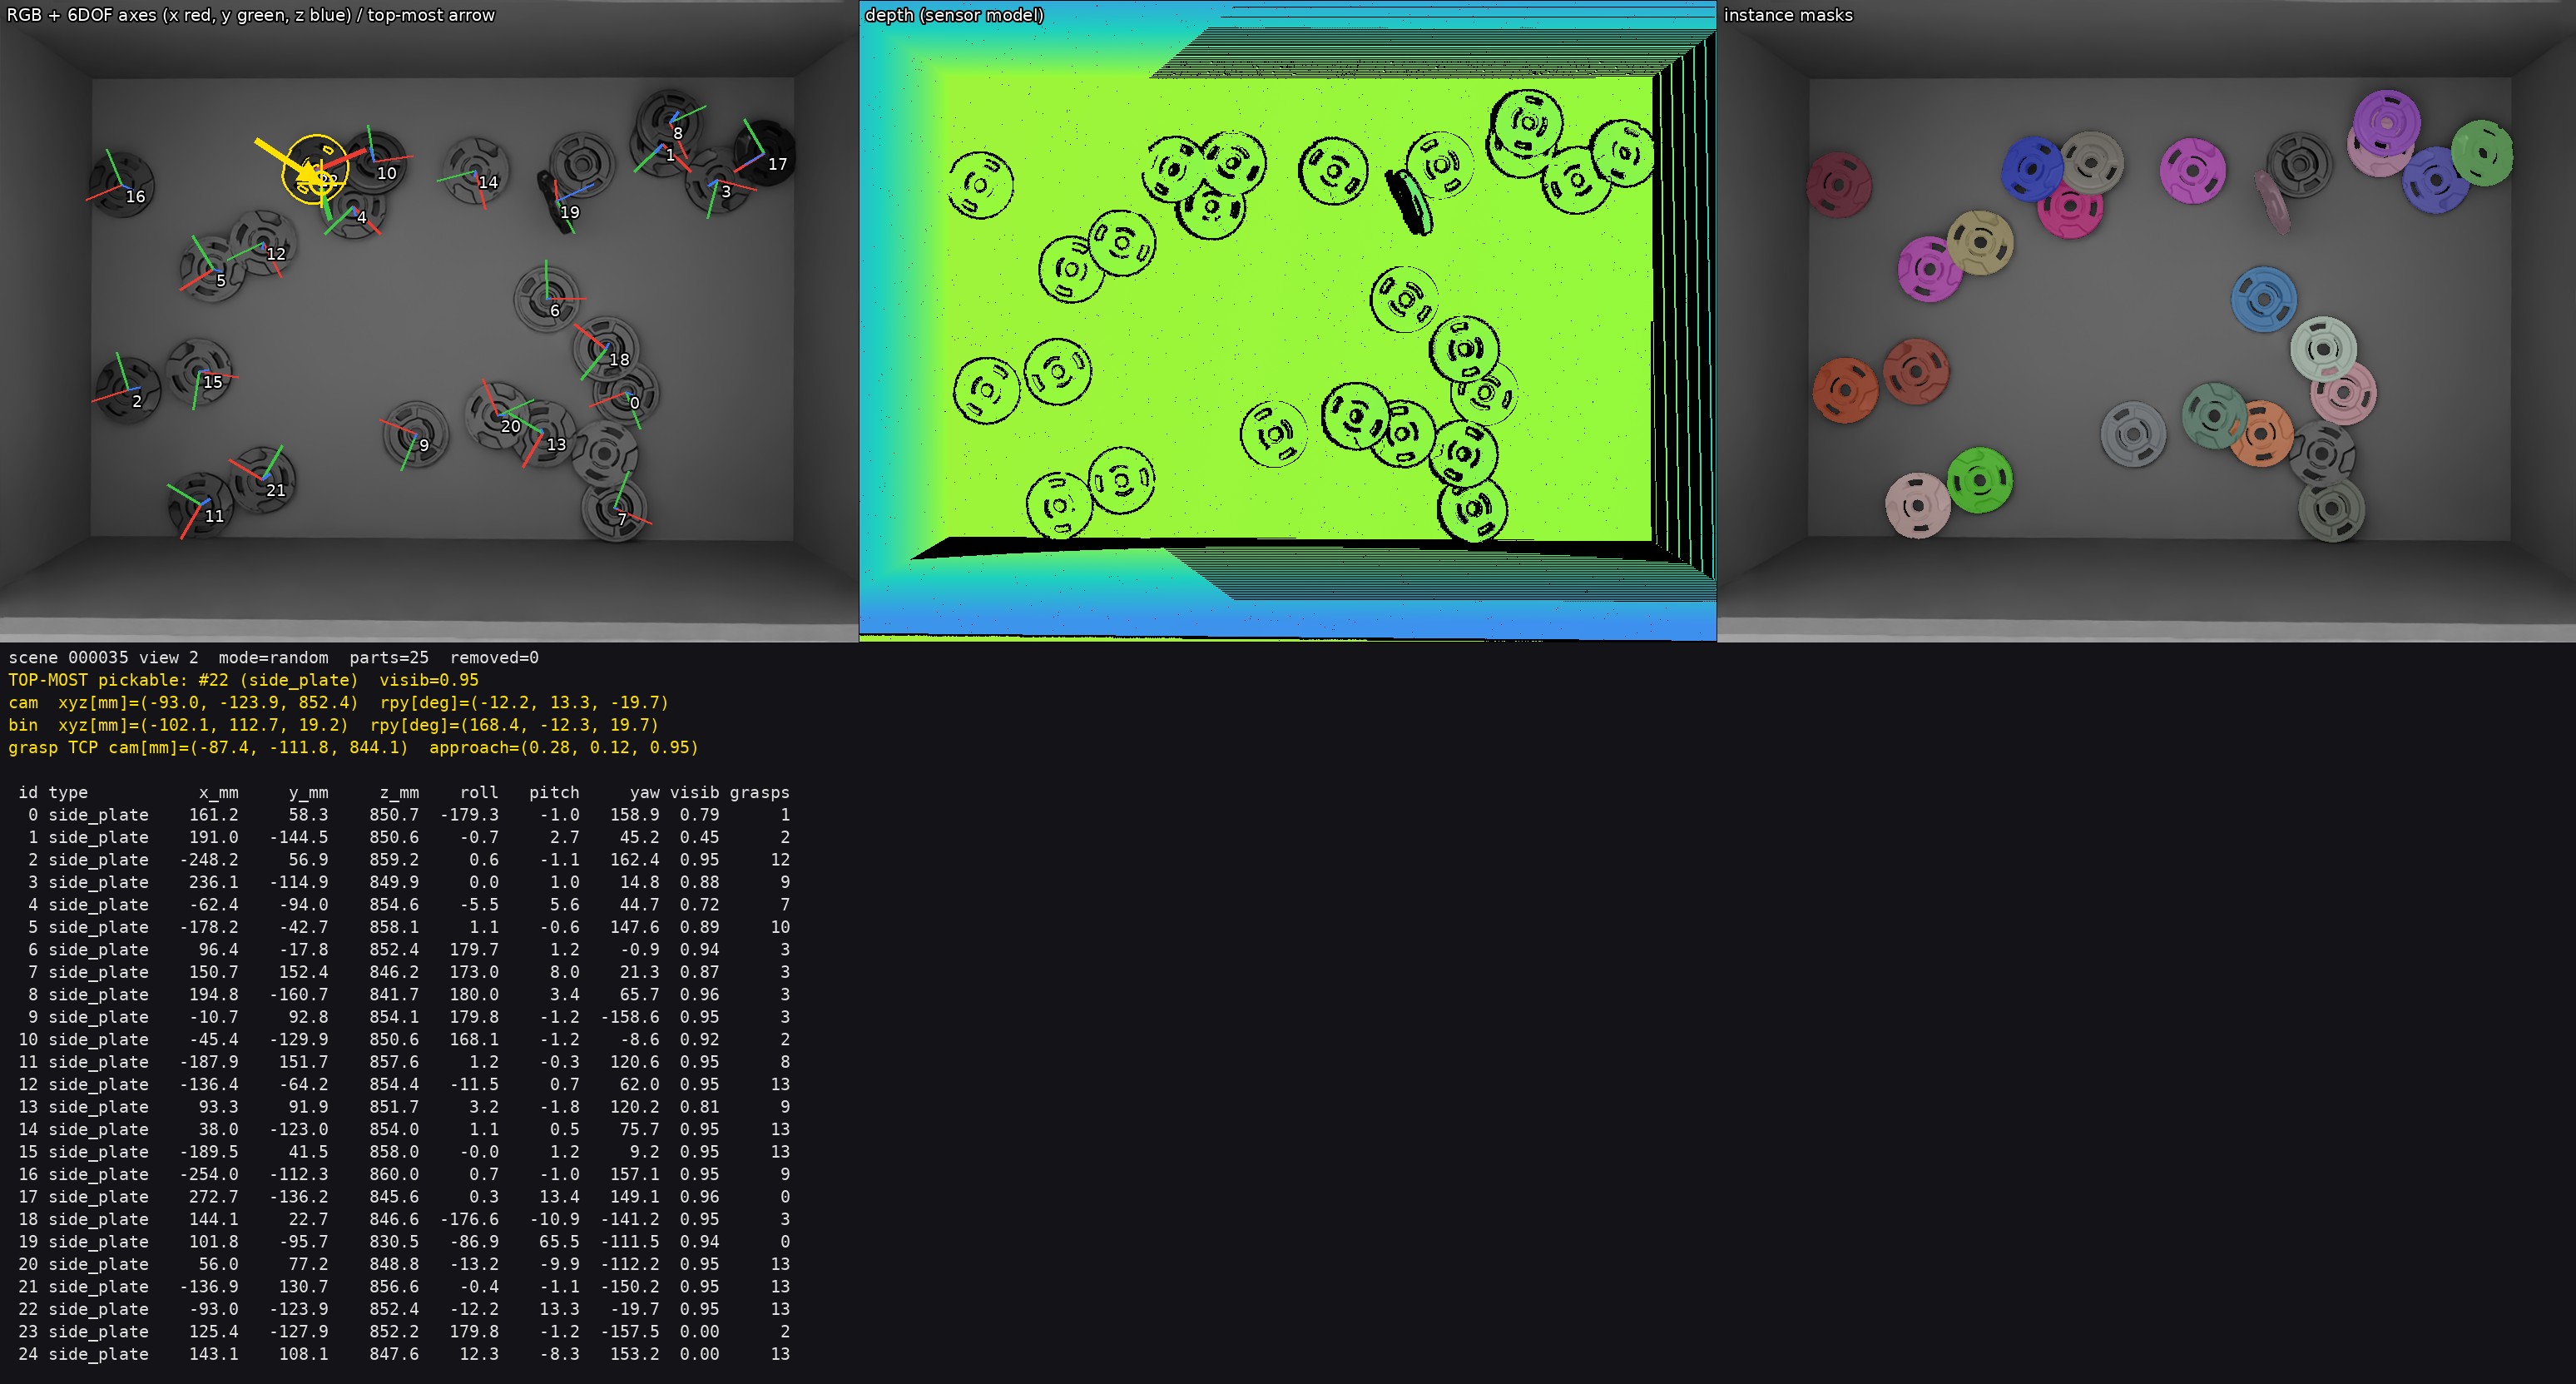 RGB + 6DOF axes (x red, y green, z blue) / top-most arrow
depth (sensor model)
instance masks
8
1
17
10
14
16
3
19
4
12
5
6
18
15
2
0
20
9
13
21
11
7
scene 000035 view 2  mode=random  parts=25  removed=0
TOP-MOST pickable: #22 (side_plate)  visib=0.95
cam  xyz[mm]=(-93.0, -123.9, 852.4)  rpy[deg]=(-12.2, 13.3, -19.7)
bin  xyz[mm]=(-102.1, 112.7, 19.2)  rpy[deg]=(168.4, -12.3, 19.7)
grasp TCP cam[mm]=(-87.4, -111.8, 844.1)  approach=(0.28, 0.12, 0.95)
id type x_mm y_mm z_mm roll pitch yaw visib grasps
0 side_plate 161.2 58.3 850.7 -179.3 -1.0 158.9 0.79 1
1 side_plate 191.0 -144.5 850.6 -0.7 2.7 45.2 0.45 2
2 side_plate -248.2 56.9 859.2 0.6 -1.1 162.4 0.95 12
3 side_plate 236.1 -114.9 849.9 0.0 1.0 14.8 0.88 9
4 side_plate -62.4 -94.0 854.6 -5.5 5.6 44.7 0.72 7
5 side_plate -178.2 -42.7 858.1 1.1 -0.6 147.6 0.89 10
6 side_plate 96.4 -17.8 852.4 179.7 1.2 -0.9 0.94 3
7 side_plate 150.7 152.4 846.2 173.0 8.0 21.3 0.87 3
8 side_plate 194.8 -160.7 841.7 180.0 3.4 65.7 0.96 3
9 side_plate -10.7 92.8 854.1 179.8 -1.2 -158.6 0.95 3
10 side_plate -45.4 -129.9 850.6 168.1 -1.2 -8.6 0.92 2
11 side_plate -187.9 151.7 857.6 1.2 -0.3 120.6 0.95 8
12 side_plate -136.4 -64.2 854.4 -11.5 0.7 62.0 0.95 13
13 side_plate 93.3 91.9 851.7 3.2 -1.8 120.2 0.81 9
14 side_plate 38.0 -123.0 854.0 1.1 0.5 75.7 0.95 13
15 side_plate -189.5 41.5 858.0 -0.0 1.2 9.2 0.95 13
16 side_plate -254.0 -112.3 860.0 0.7 -1.0 157.1 0.95 9
17 side_plate 272.7 -136.2 845.6 0.3 13.4 149.1 0.96 0
18 side_plate 144.1 22.7 846.6 -176.6 -10.9 -141.2 0.95 3
19 side_plate 101.8 -95.7 830.5 -86.9 65.5 -111.5 0.94 0
20 side_plate 56.0 77.2 848.8 -13.2 -9.9 -112.2 0.95 13
21 side_plate -136.9 130.7 856.6 -0.4 -1.1 -150.2 0.95 13
22 side_plate -93.0 -123.9 852.4 -12.2 13.3 -19.7 0.95 13
23 side_plate 125.4 -127.9 852.2 179.8 -1.2 -157.5 0.00 2
24 side_plate 143.1 108.1 847.6 12.3 -8.3 153.2 0.00 13